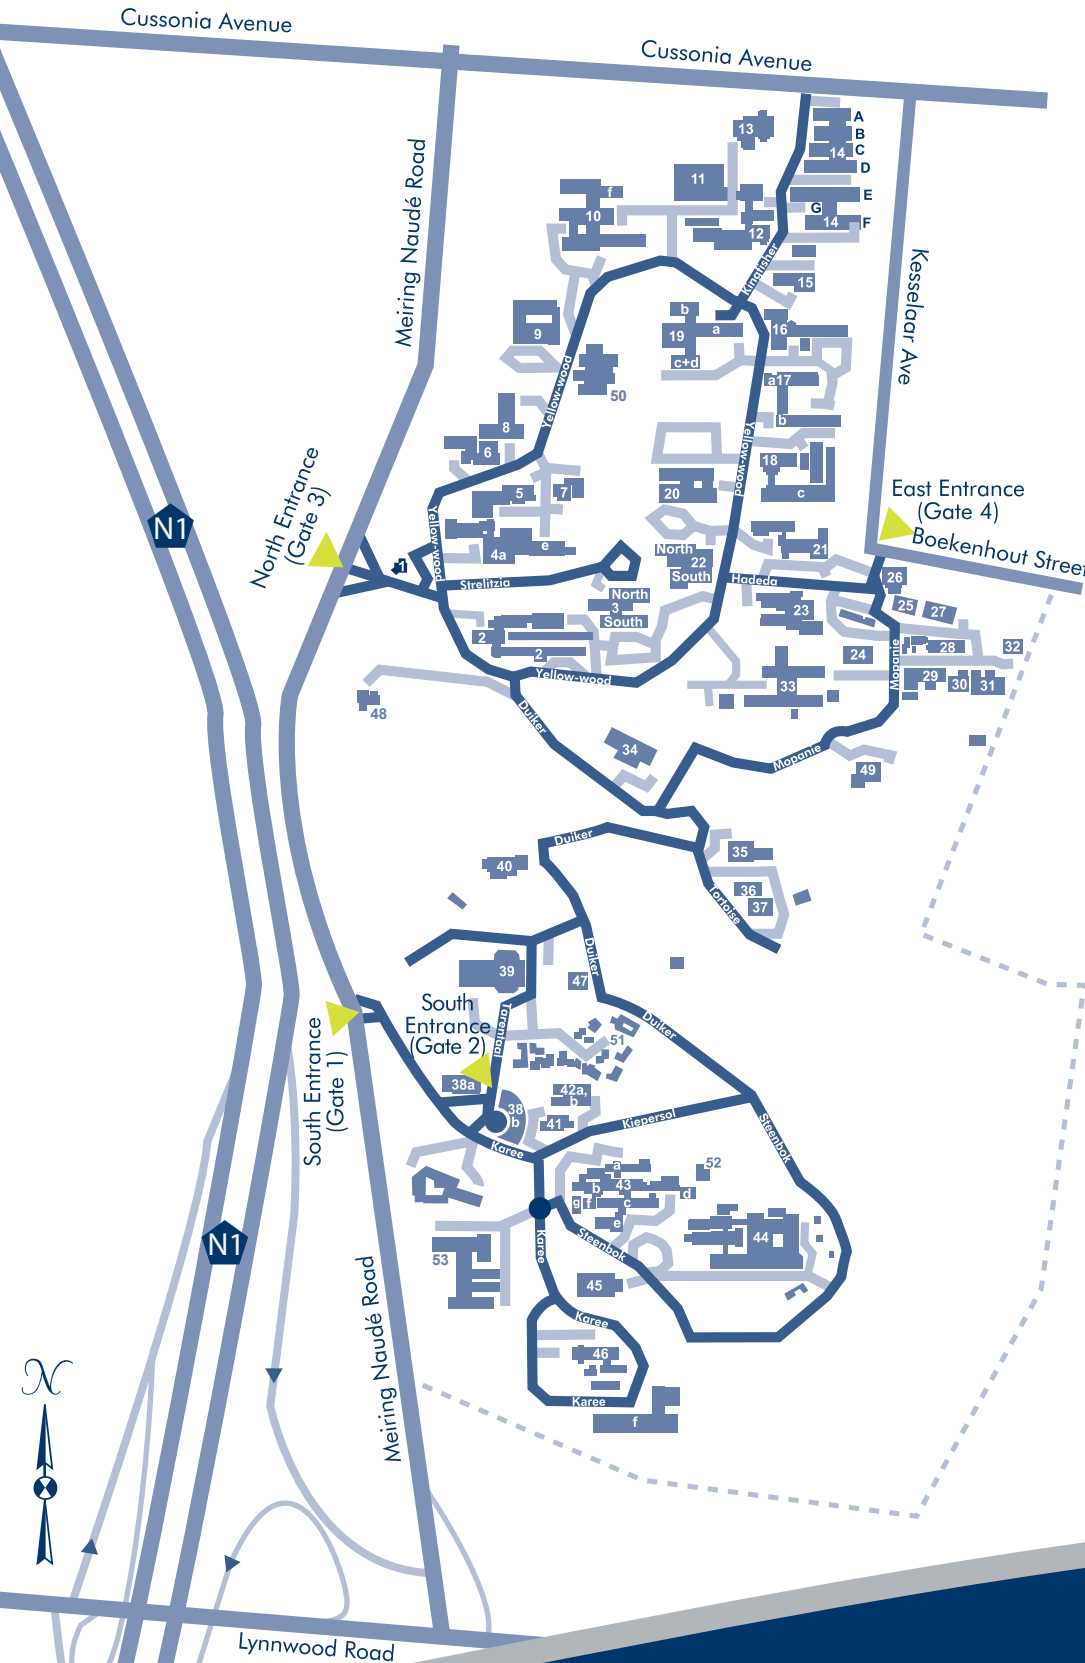 Cussonia Avenue
Cussonia Avenue
Meiring Naudé Road
Kesselaar Ave
A
B
C
14
D
E
G
14
F
13
11
f
10
12
Kingfisher
15
9
b
19
a
c+d
16
a17
b
50
Yellow-wood
8
6
18
c
Yellow-wood
20
5
7
N1
North Entrance
(Gate 3)
East Entrance
(Gate 4)
Boekenhout Street
Yellow-wood
4a
e
1
Strelitzia
North
22
South
21
Hadeda
26
25
27
North
3
South
23
2
2
24
28
32
Mopanie
29
30
31
33
Yellow-wood
48
Duiker
34
Mopanie
49
Duiker
35
40
36
37
Tortoise
39
47
Duiker
South
Entrance
(Gate 2)
Tarentaal
51
Duiker
South Entrance
(Gate 1)
38a
38
b
42a,
b
41
Kiepersol
Karee
Steenbok
52
a
b
43
d
g
f
c
e
44
N1
Karee
Steenbok
53
45
Karee
46
Karee
f
Meiring Naudé Road
N
Lynnwood Road